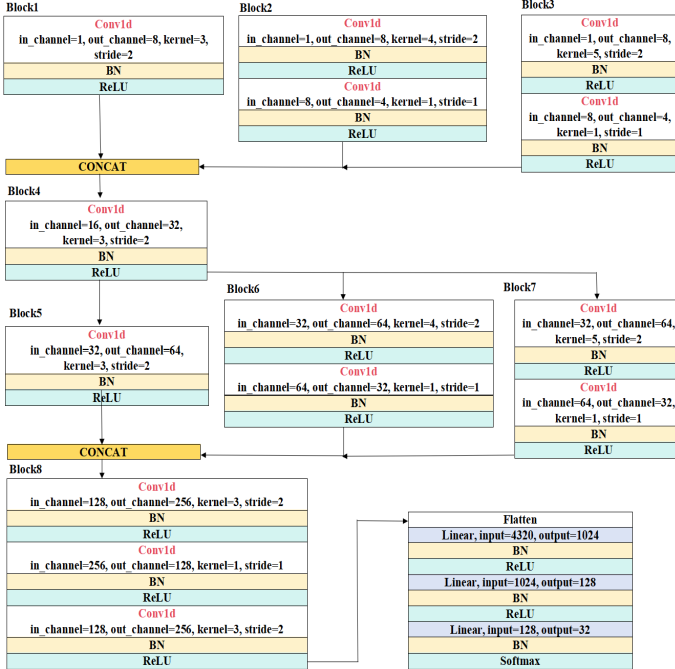 Block1
Conv1d
in_channel=1, out_channel=8, kernel=3,
stride=2
BN
ReLU
Block2
Conv1d
in_channel=1, out_channel=8, kernel=4, stride=2
BN
ReLU
Conv1d
in_channel=8, out_channel=4, kernel=1, stride=1
BN
ReLU
Block3
Conv1d
in_channel=1, out_channel=8,
kernel=5, stride=2
BN
ReLU
Conv1d
in_channel=8, out_channel=4,
kernel=1, stride=1
BN
ReLU
CONCAT
Block4
Conv1d
in_channel=16, out_channel=32,
kernel=3, stride=2
BN
ReLU
Block5
Conv1d
in_channel=32, out_channel=64,
kernel=3, stride=2
BN
ReLU
Block6
Conv1d
in_channel=32, out_channel=64, kernel=4, stride=2
BN
ReLU
Conv1d
in_channel=64, out_channel=32, kernel=1, stride=1
BN
ReLU
Block7
Conv1d
in_channel=32, out_channel=64,
kernel=5, stride=2
BN
ReLU
Conv1d
in_channel=64, out_channel=32,
kernel=1, stride=1
BN
ReLU
CONCAT
Block8
Conv1d
in_channel=128, out_channel=256, kernel=3, stride=2
BN
ReLU
Conv1d
in_channel=256, out_channel=128, kernel=1, stride=1
BN
ReLU
Conv1d
in_channel=128, out_channel=256, kernel=3, stride=2
BN
ReLU
Flatten
Linear, input=4320, output=1024
BN
ReLU
Linear, input=1024, output=128
BN
ReLU
Linear, input=128, output=32
BN
Softmax